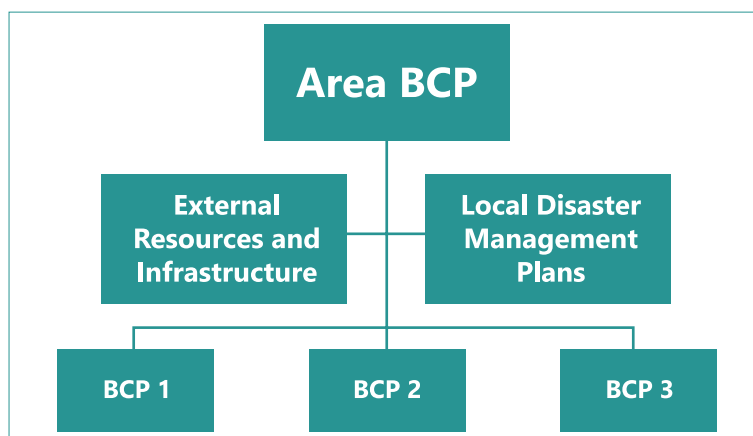 Area BCP
External
Resources and
Infrastructure
Local Disaster
Management
Plans
BCP 1
BCP 2
BCP 3